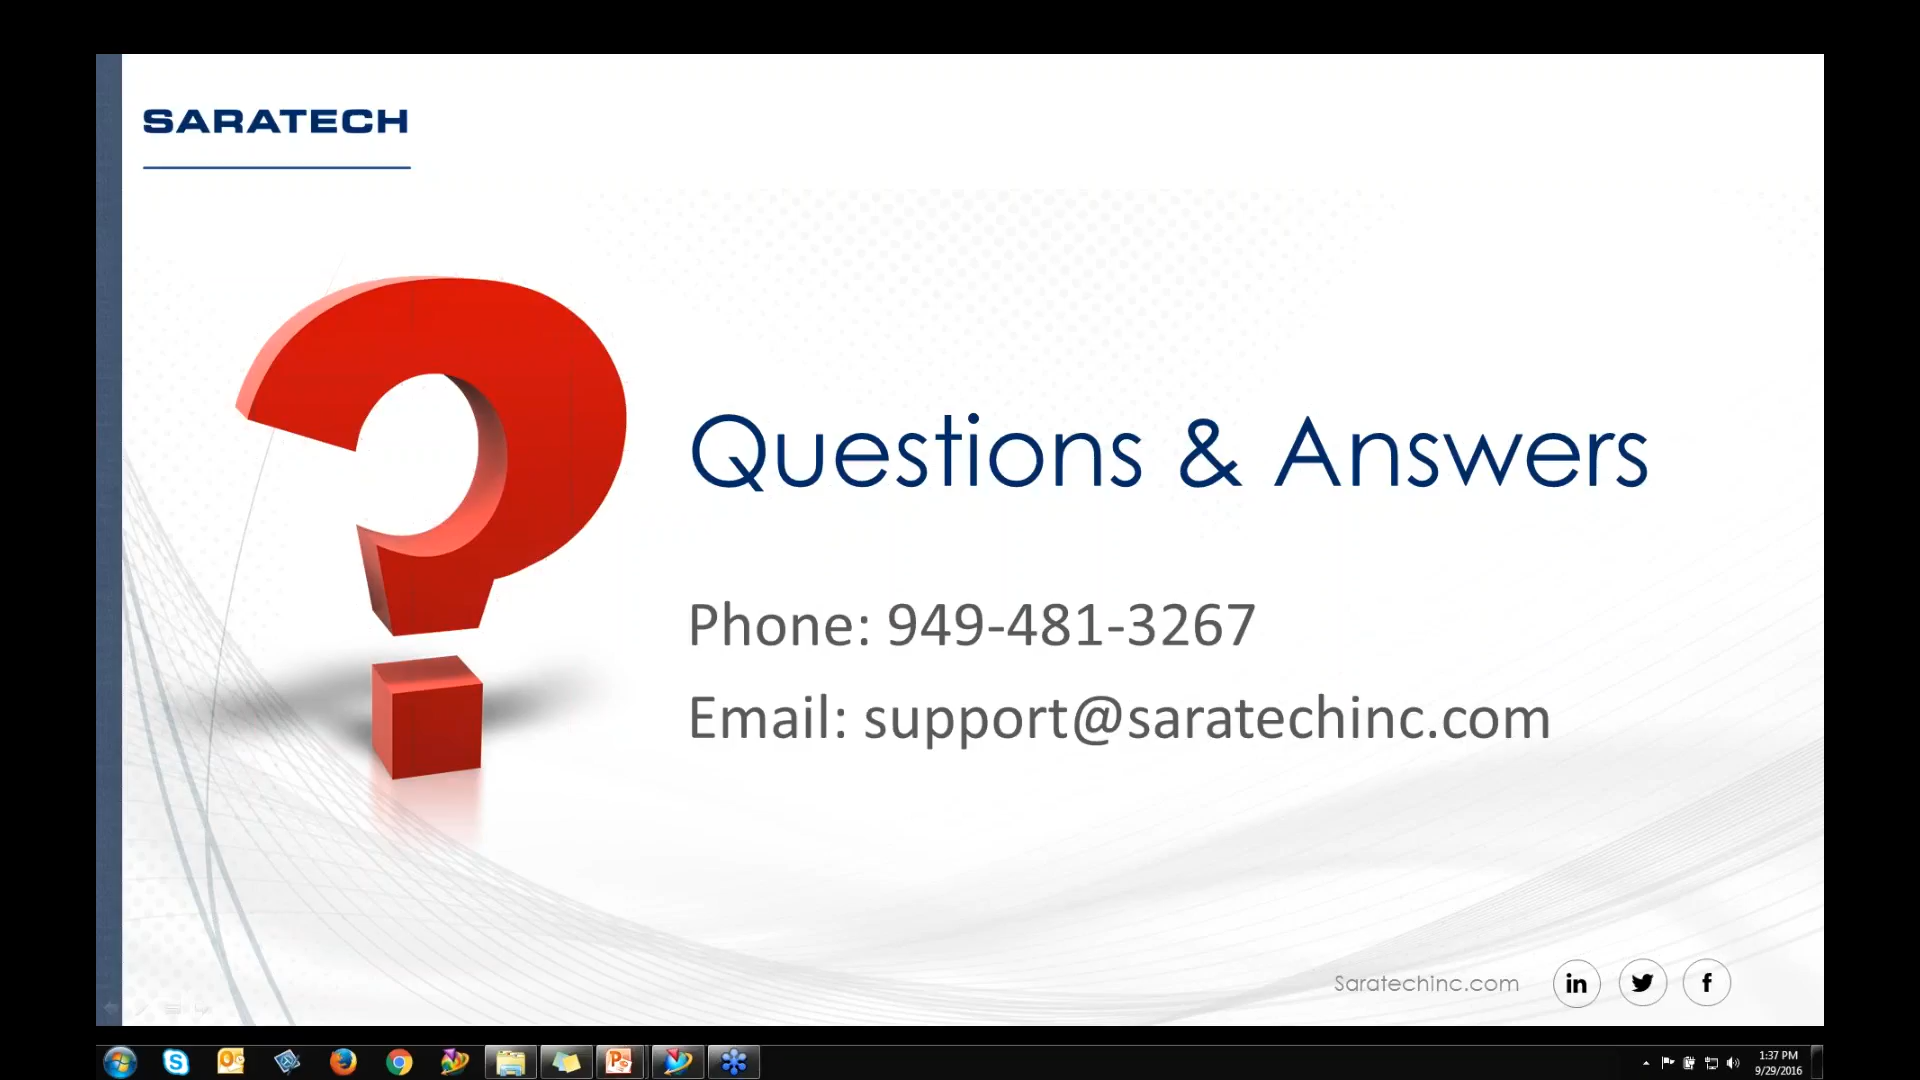 SARATECH
Questions & Answers
Phone: 949-481-3267
Email: support@saratechinc.com
Saratechinc.com
in
f
1:37 PM
9/29/2016